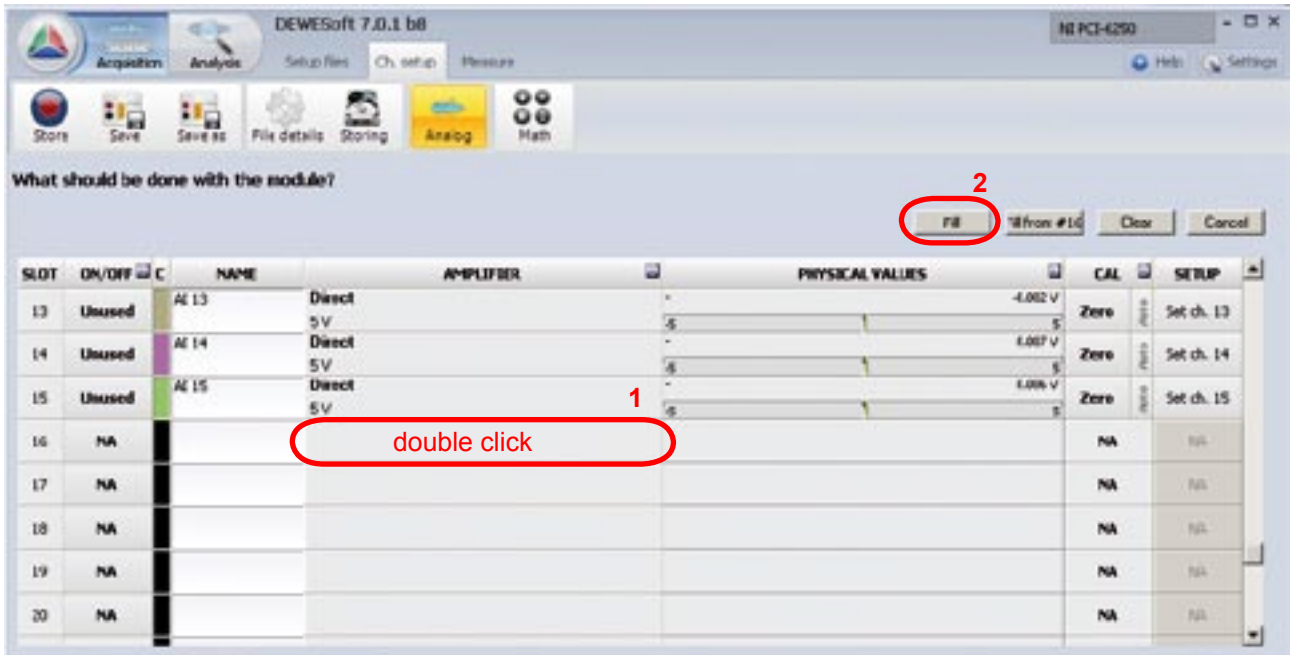 DEWESoft 7.0.1 b8
NI PCI-6250
Acquisition Analysis Setup files Ch. setup Measure
Help Settings
Store Save Save as File details Storing Analog Math
What should be done with the module?
2
Fill Fill from #16 Clear Cancel
SLOT ON/OFF C NAME AMPLIFIER PHYSICAL VALUES CAL SETUP
13 Unused AI 13 Direct - V Zero Set ch. 13
5 V -5 5
14 Unused AI 14 Direct - V Zero Set ch. 14
5 V -5 5
15 Unused AI 15 Direct - V Zero Set ch. 15
5 V 1 -5 5
16 NA double click NA NA
17 NA NA NA
18 NA NA NA
19 NA NA NA
20 NA NA NA